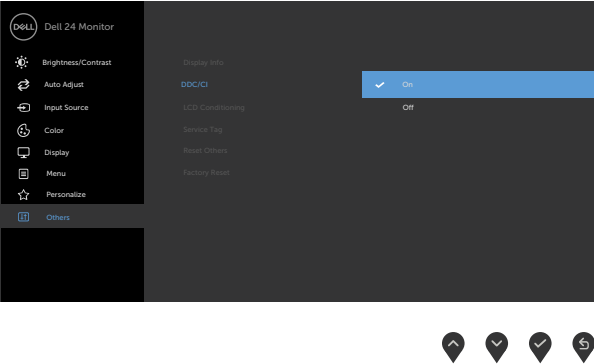 DELL Dell 24 Monitor
Brightness/Contrast
Auto Adjust
Input Source
Color
Display
Menu
Personalize
Others
Display Info
DDC/CI
LCD Conditioning
Service Tag
Reset Others
Factory Reset
On
Off